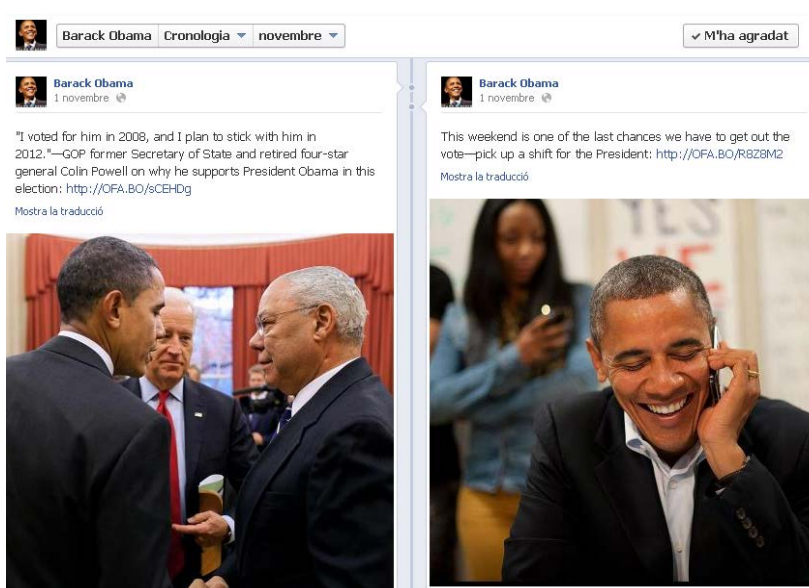 Barack Obama Cronologia novembre
M'ha agradat
Barack Obama
1 novembre
"I voted for him in 2008, and I plan to stick with him in
2012."—GOP former Secretary of State and retired four-star
general Colin Powell on why he supports President Obama in this
election: http://OFA.BO/sCEHDg
Mostra la traducció
Barack Obama
1 novembre
This weekend is one of the last chances we have to get out the
vote—pick up a shift for the President: http://OFA.BO/R8Z8M2
Mostra la traducció
YES
WE